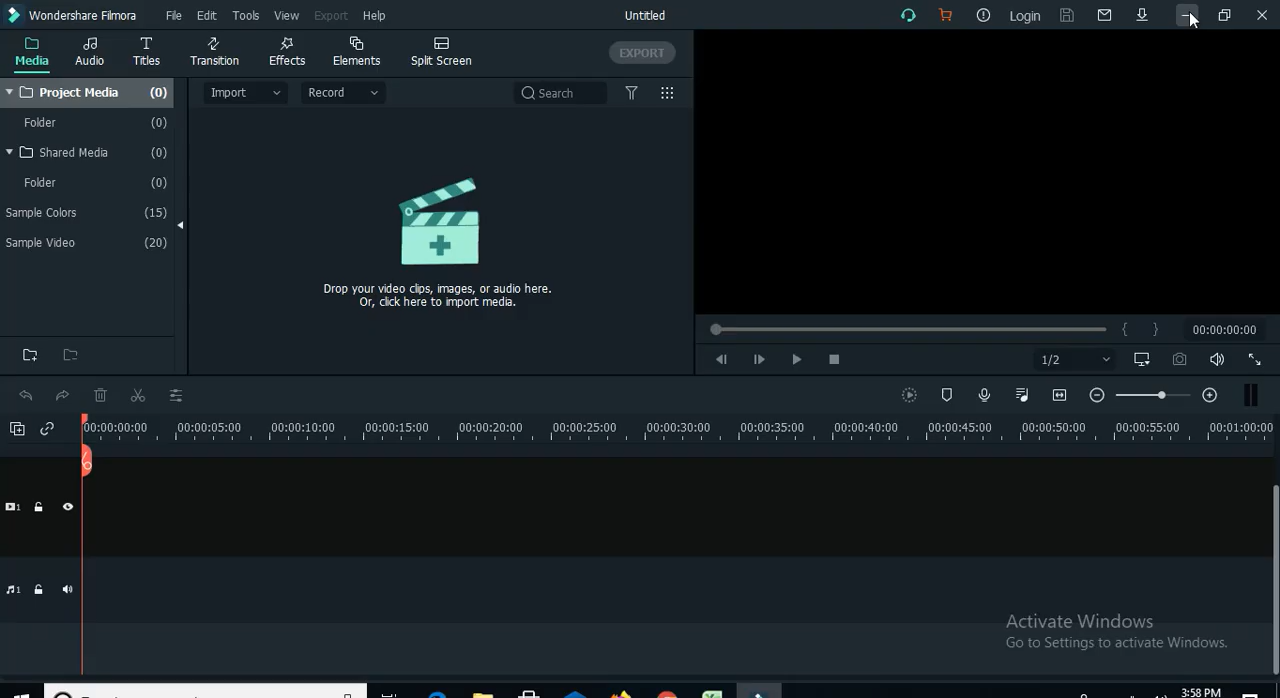 Wondershare Filmora File Edit Tools View Export Help Untitled Login
Media Audio Titles Transition Effects Elements Split Screen EXPORT
Project Media (0) Import Record Search
Folder (0)
Shared Media (0)
Folder (0)
Sample Colors (15)
Sample Video (20)
Drop your video clips, images, or audio here.
Or, click here to import media.
{ } 00:00:00:00
1/2
00:00:00:00 00:00:05:00 00:00:10:00 00:00:15:00 00:00:20:00 00:00:25:00 00:00:30:00 00:00:35:00 00:00:40:00 00:00:45:00 00:00:50:00 00:00:55:00 00:01:00:00
1
1
Activate Windows
Go to Settings to activate Windows.
3:58 PM